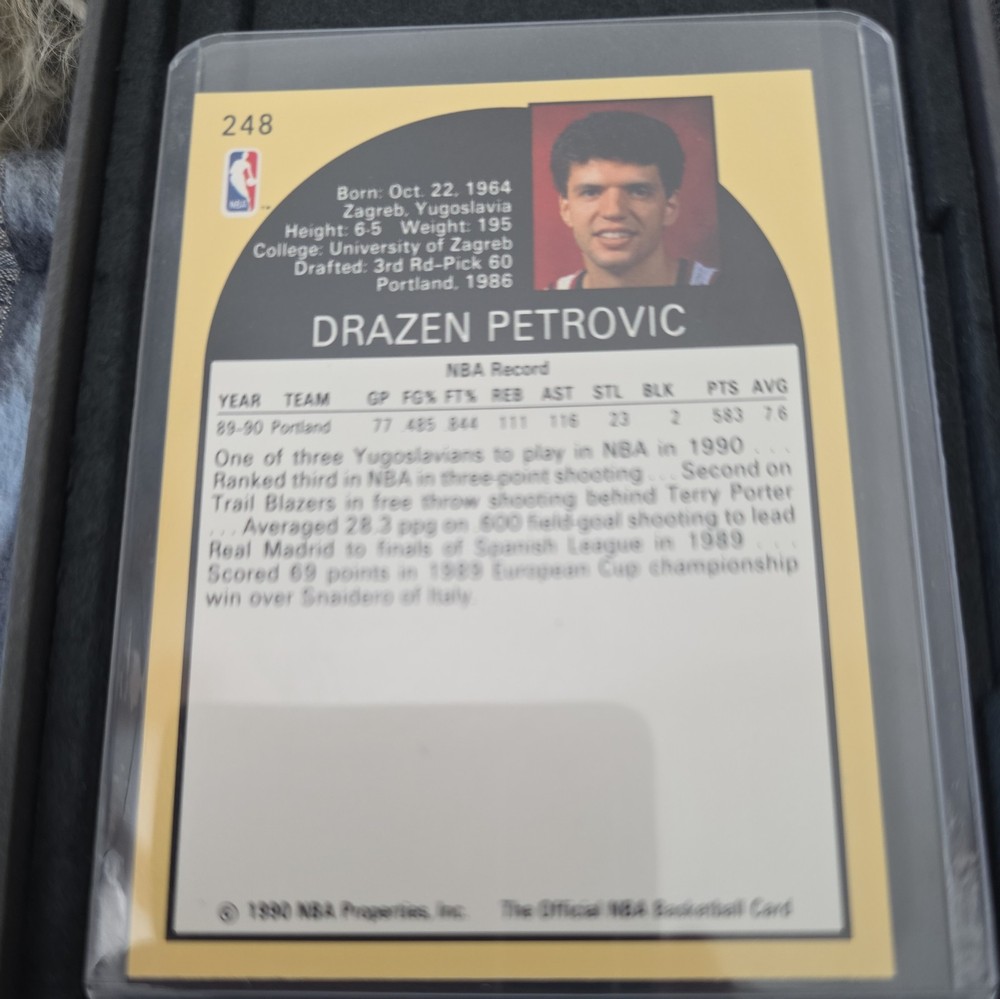 248
NBA
Born: Oct. 22, 1964
Zagreb, Yugoslavia
Height: 6-5 Weight: 195
College: University of Zagreb
Drafted: 3rd Rd-Pick 60
Portland, 1986
DRAZEN PETROVIC
NBA Record
YEAR TEAM GP FG% FT% REB AST STL BLK PTS AVG
89-90 Portland 77 .485 .844 111 116 23 2 583 7.6
One of three Yugoslavians to play in NBA in 1990 . . .
Ranked third in NBA in three-point shooting . . . Second on
Trail Blazers in free throw shooting behind Terry Porter
. . . Averaged 28.3 ppg on .600 field-goal shooting to lead
Real Madrid to finals of Spanish League in 1989 . . .
Scored 69 points in 1989 European Cup championship
win over Snaidero of Italy.
© 1990 NBA Properties, Inc. The Official NBA Basketball Card